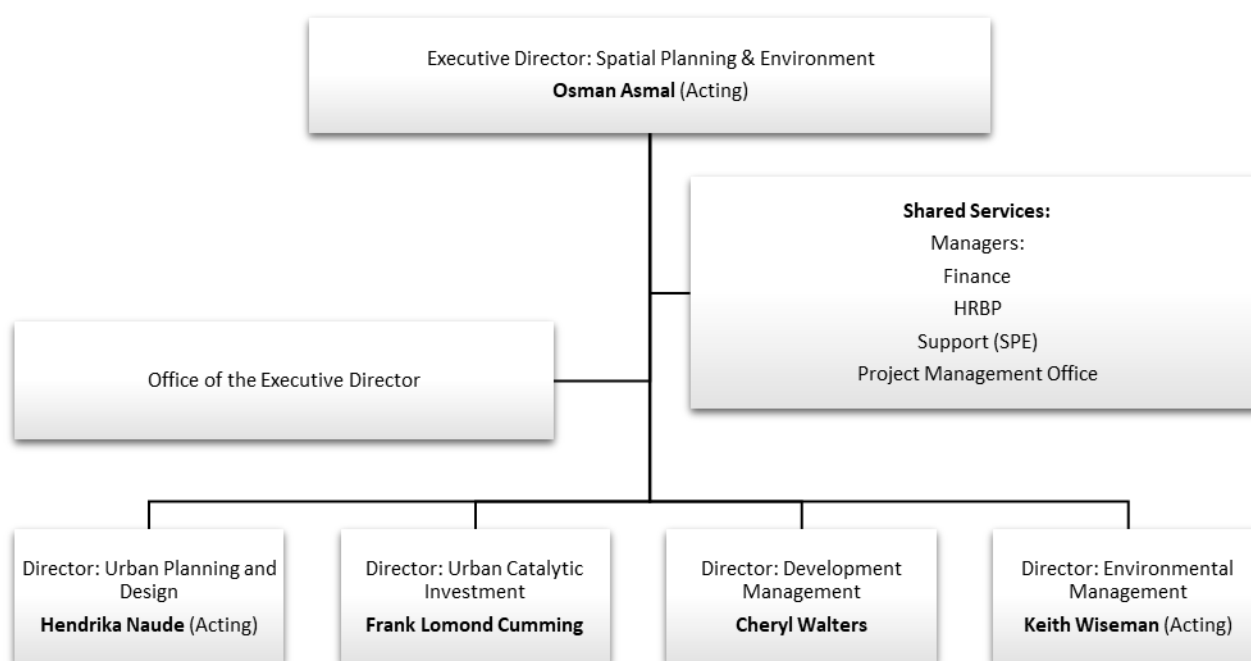 Executive Director: Spatial Planning & Environment
Osman Asmal (Acting)
Shared Services:
Managers:
Finance
HRBP
Support (SPE)
Project Management Office
Office of the Executive Director
Director: Urban Planning and
Design
Hendrika Naude (Acting)
Director: Urban Catalytic
Investment
Frank Lomond Cumming
Director: Development
Management
Cheryl Walters
Director: Environmental
Management
Keith Wiseman (Acting)